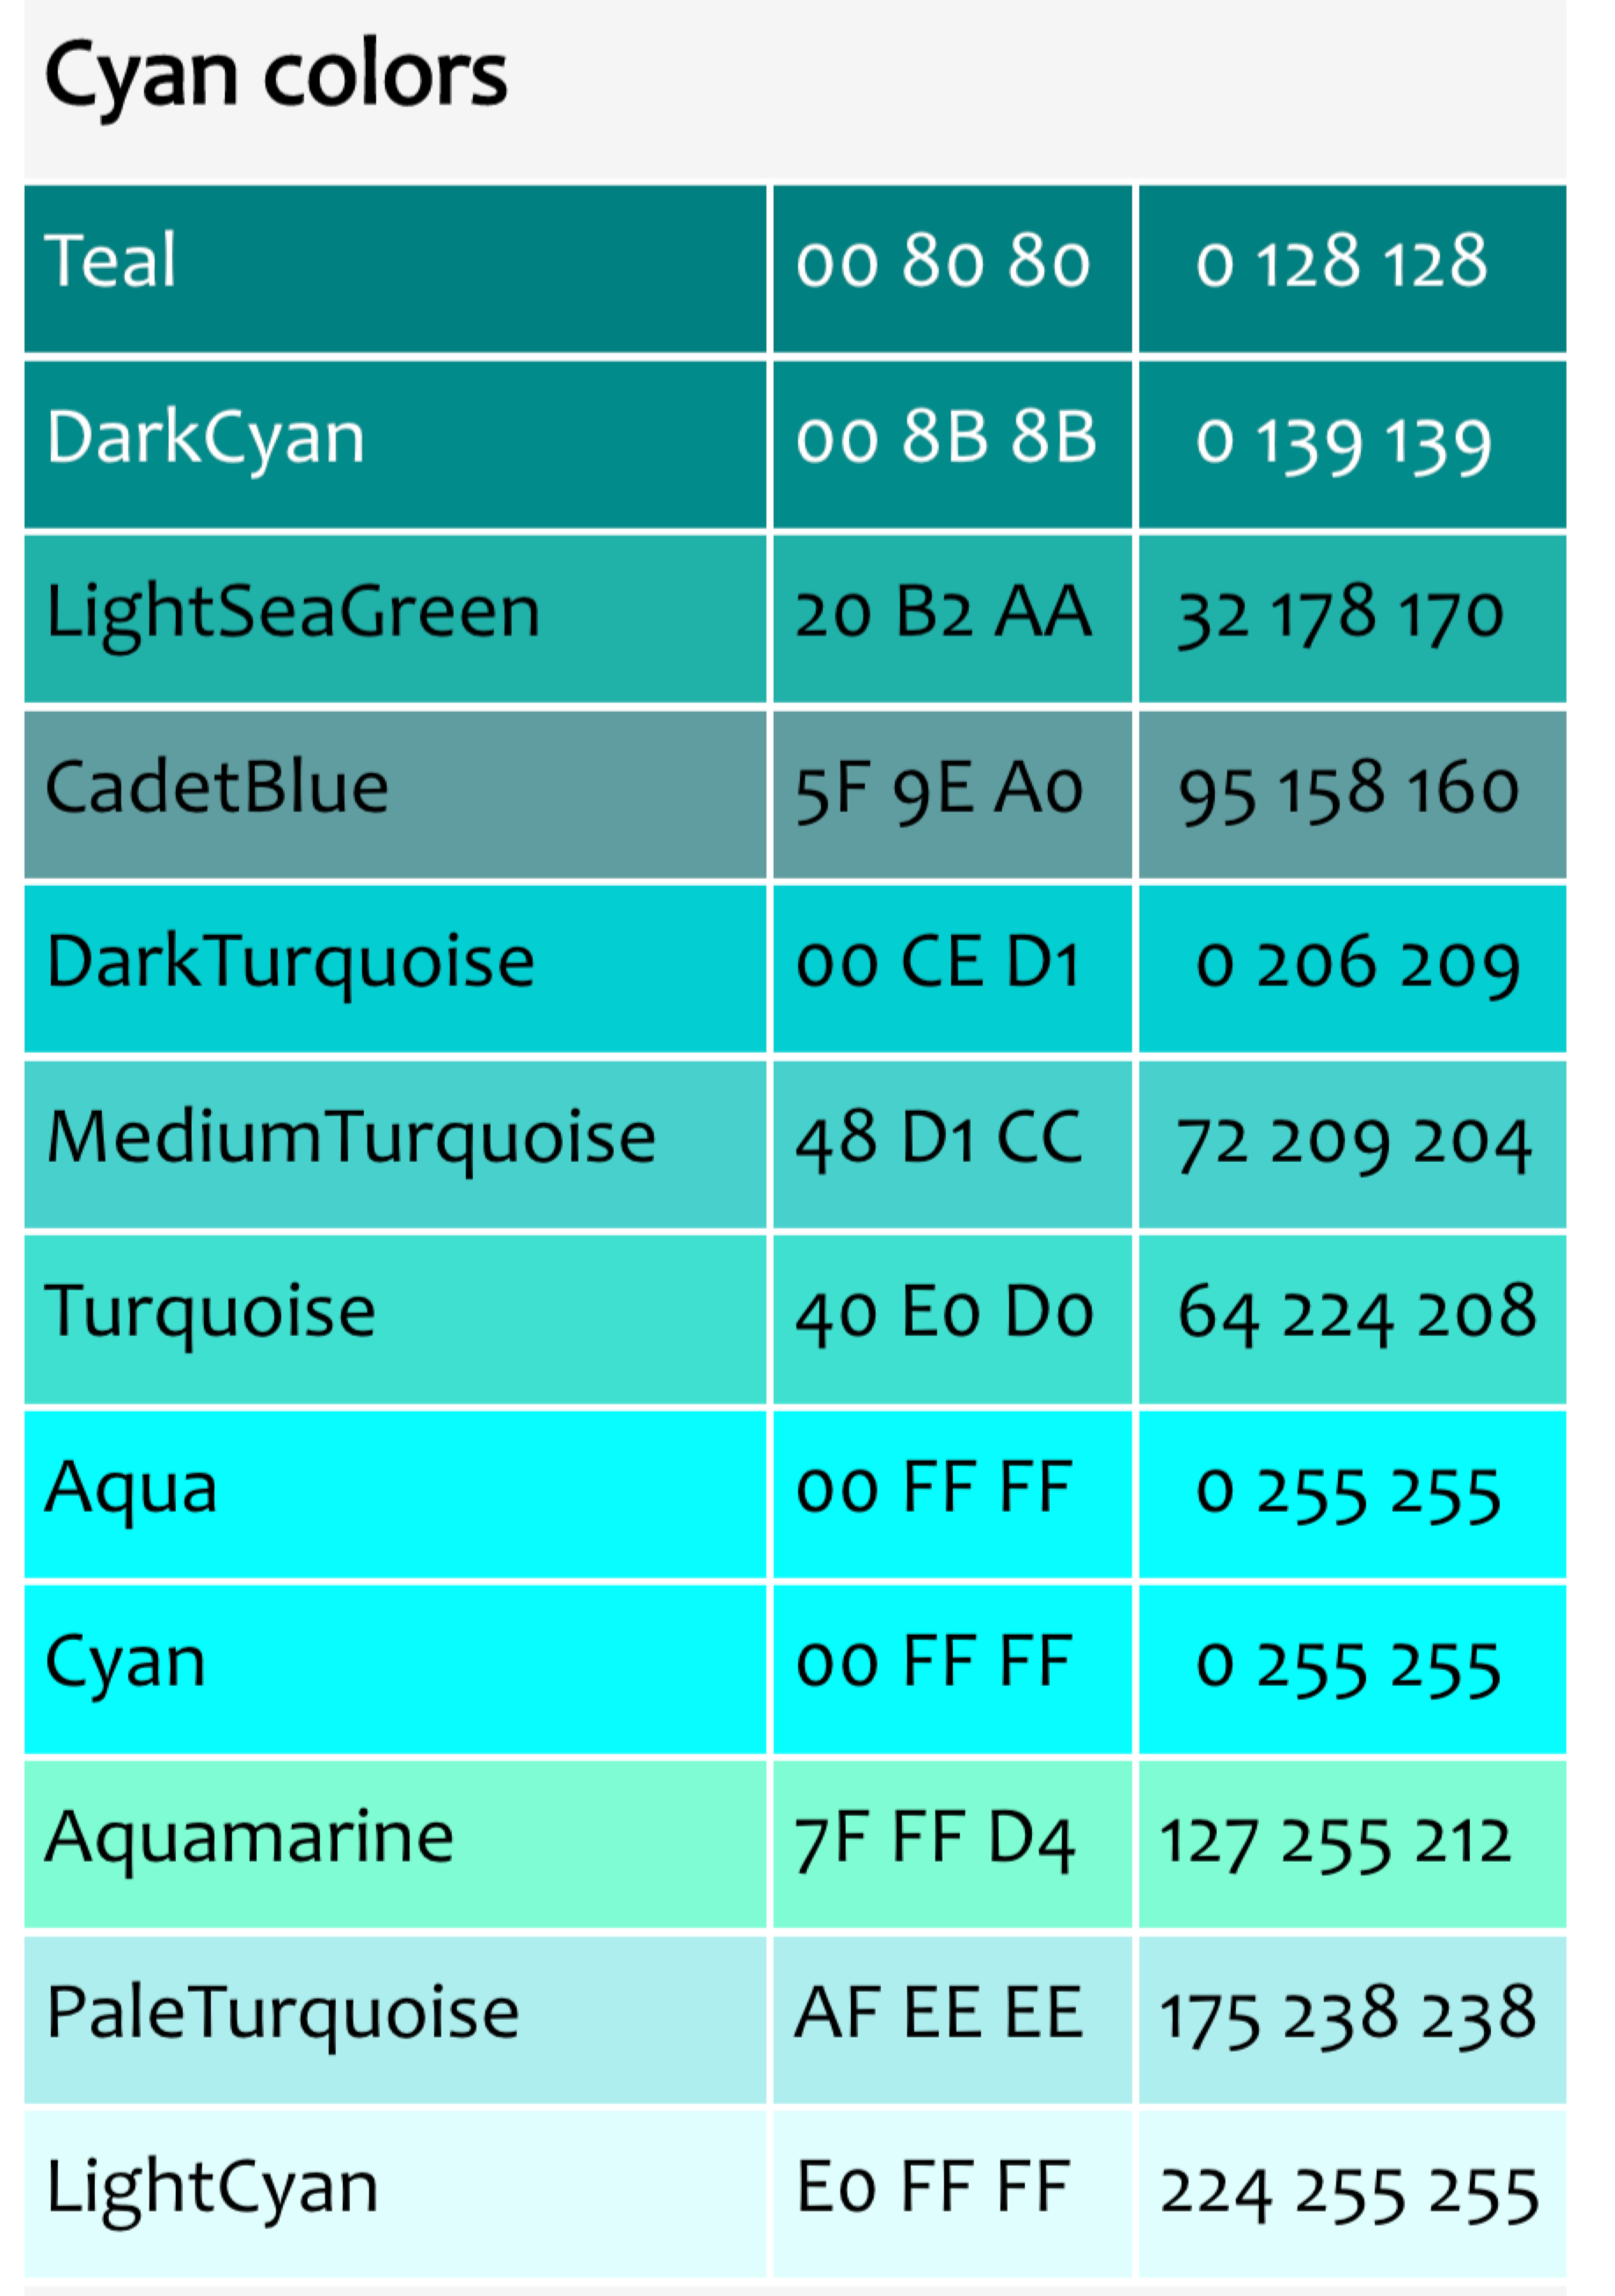 Cyan colors
Teal 00 80 80 0 128 128
DarkCyan 00 8B 8B 0 139 139
LightSeaGreen 20 B2 AA 32 178 170
CadetBlue 5F 9E A0 95 158 160
DarkTurquoise 00 CE D1 0 206 209
MediumTurquoise 48 D1 CC 72 209 204
Turquoise 40 E0 D0 64 224 208
Aqua 00 FF FF 0 255 255
Cyan 00 FF FF 0 255 255
Aquamarine 7F FF D4 127 255 212
PaleTurquoise AF EE EE 175 238 238
LightCyan E0 FF FF 224 255 255